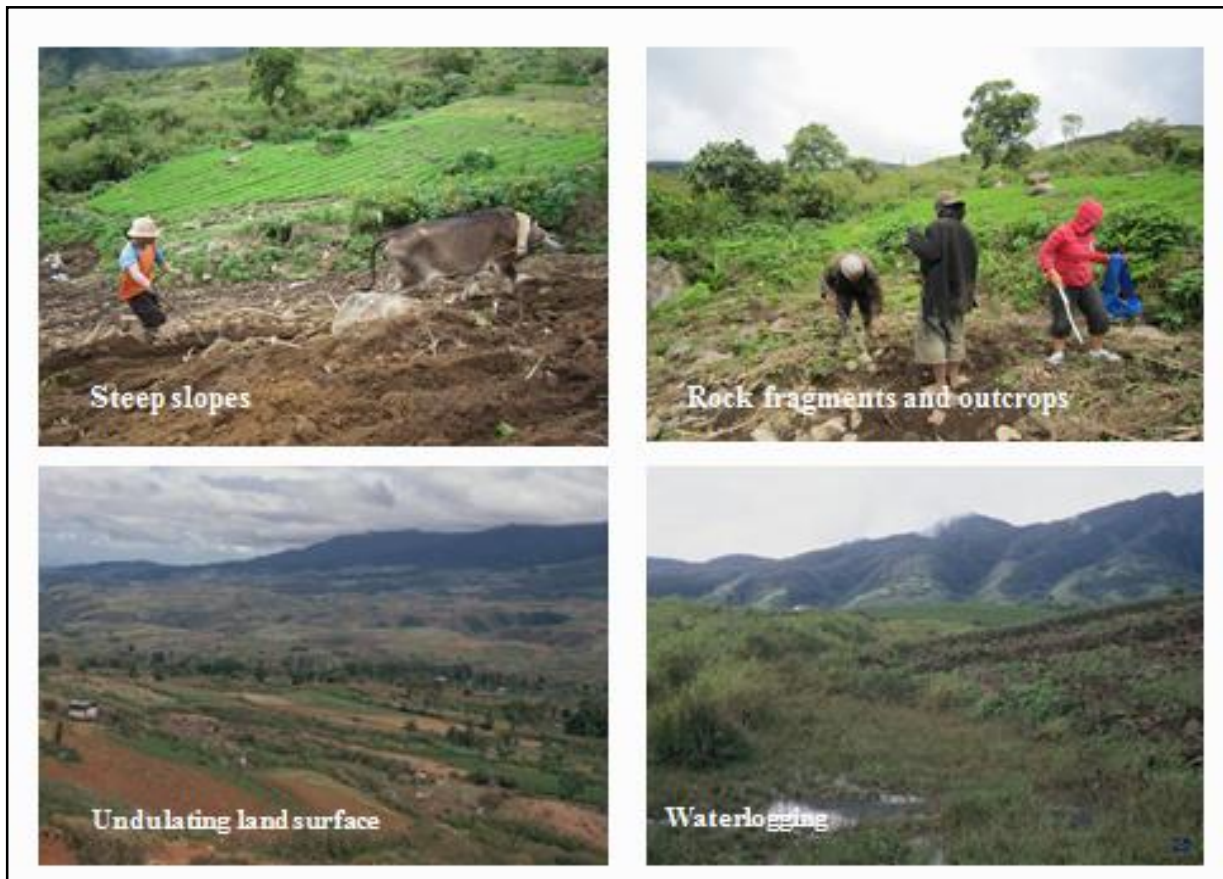 Steep slopes
Rock fragments and outcrops
Undulating land surface
Waterlogging